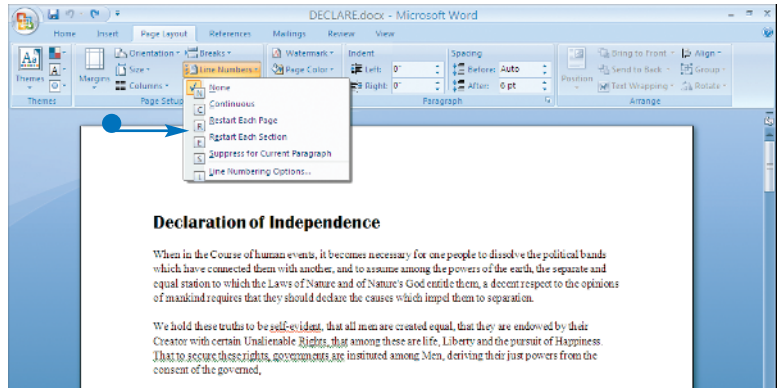 DECLARE.docx - Microsoft Word
Home Insert Page Layout References Mailings Review View
Themes
Margins
Orientation
Size
Columns
Breaks
Line Numbers
Watermark
Page Color
Indent
Left: 0"
Right: 0"
Spacing
Before: Auto
After: 0 pt
Position
Bring to Front
Send to Back
Text Wrapping
Align
Group
Rotate
Themes Page Setup Paragraph Arrange
N None
C Continuous
R Restart Each Page
E Restart Each Section
S Suppress for Current Paragraph
L Line Numbering Options...
Declaration of Independence
When in the Course of human events, it becomes necessary for one people to dissolve the political bands
which have connected them with another, and to assume among the powers of the earth, the separate and
equal station to which the Laws of Nature and of Nature's God entitle them, a decent respect to the opinions
of mankind requires that they should declare the causes which impel them to separation.
We hold these truths to be self-evident, that all men are created equal, that they are endowed by their
Creator with certain Unalienable Rights, that among these are life, Liberty and the pursuit of Happiness.
That to secure these rights, governments are instituted among Men, deriving their just powers from the
consent of the governed,